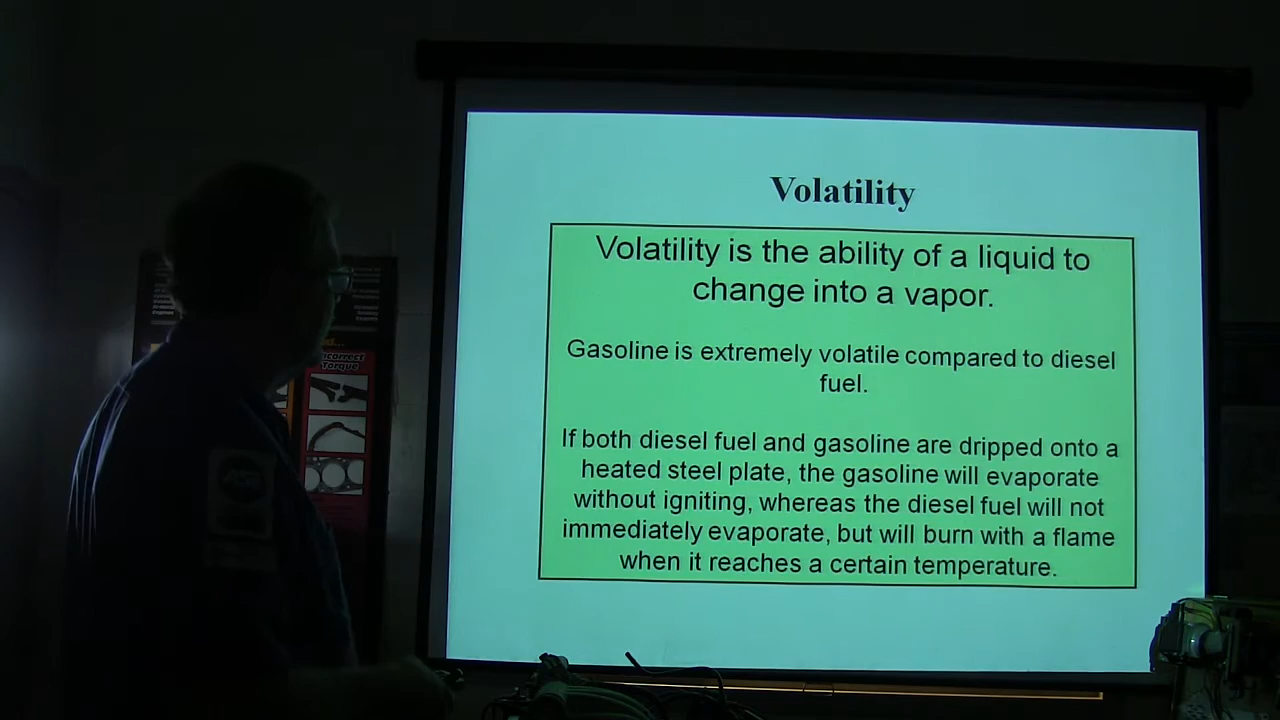 Volatility
Volatility is the ability of a liquid to
change into a vapor.
Gasoline is extremely volatile compared to diesel
fuel.
If both diesel fuel and gasoline are dripped onto a
heated steel plate, the gasoline will evaporate
without igniting, whereas the diesel fuel will not
immediately evaporate, but will burn with a flame
when it reaches a certain temperature.
Incorrect
Torque